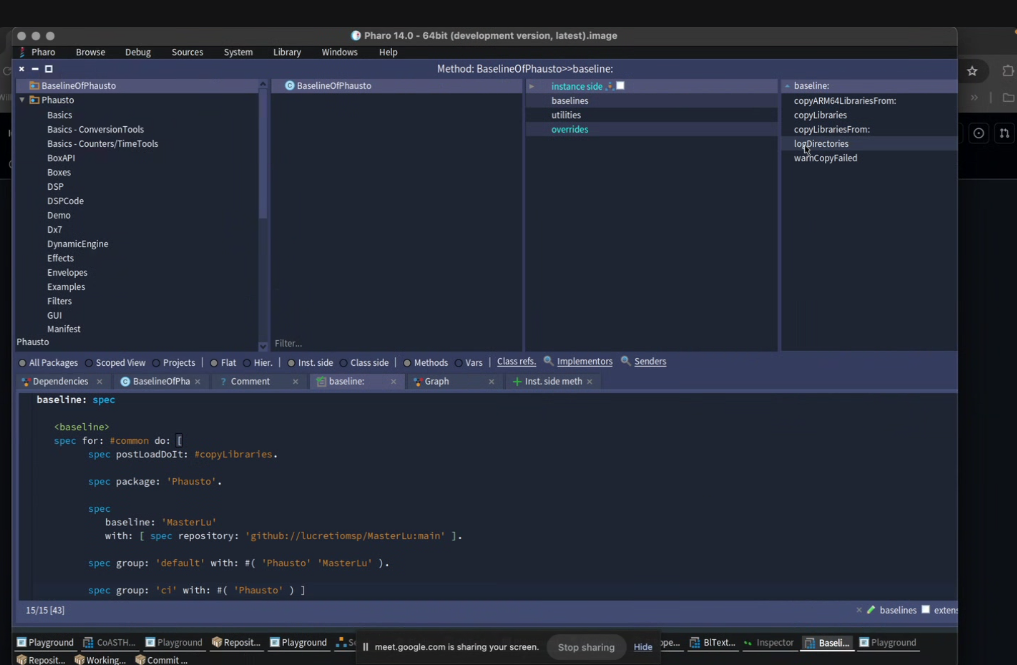 Pharo 14.0 - 64bit (development version, latest).image
Pharo Browse Debug Sources System Library Windows Help
Method: BaselineOfPhausto>>baseline:
BaselineOfPhausto
Phausto
Basics
Basics - ConversionTools
Basics - Counters/TimeTools
BoxAPI
Boxes
DSP
DSPCode
Demo
Dx7
DynamicEngine
Effects
Envelopes
Examples
Filters
GUI
Manifest
Phausto
BaselineOfPhausto
Filter...
instance side
baselines
utilities
overrides
baseline:
copyARM64LibrariesFrom:
copyLibraries
copyLibrariesFrom:
logDirectories
warnCopyFailed
All Packages Scoped View Projects | Flat Hier. | Inst. side Class side | Methods Vars | Class refs. Implementors Senders
Dependencies × BaselineOfPha × ? Comment × baseline: × Graph × + Inst. side meth ×
baseline: spec
<baseline>
spec for: #common do: [
spec postLoadDoIt: #copyLibraries.
spec package: 'Phausto'.
spec
baseline: 'MasterLu'
with: [ spec repository: 'github://lucretiomsp/MasterLu:main' ].
spec group: 'default' with: #( 'Phausto' 'MasterLu' ).
spec group: 'ci' with: #( 'Phausto' ) ]
15/15 [43] × baselines exten
Playground CoASTH... Playground Reposit... Playground BlText... Inspector Baseli... Playground
meet.google.com is sharing your screen. Stop sharing Hide
Reposit... Working... Commit ...